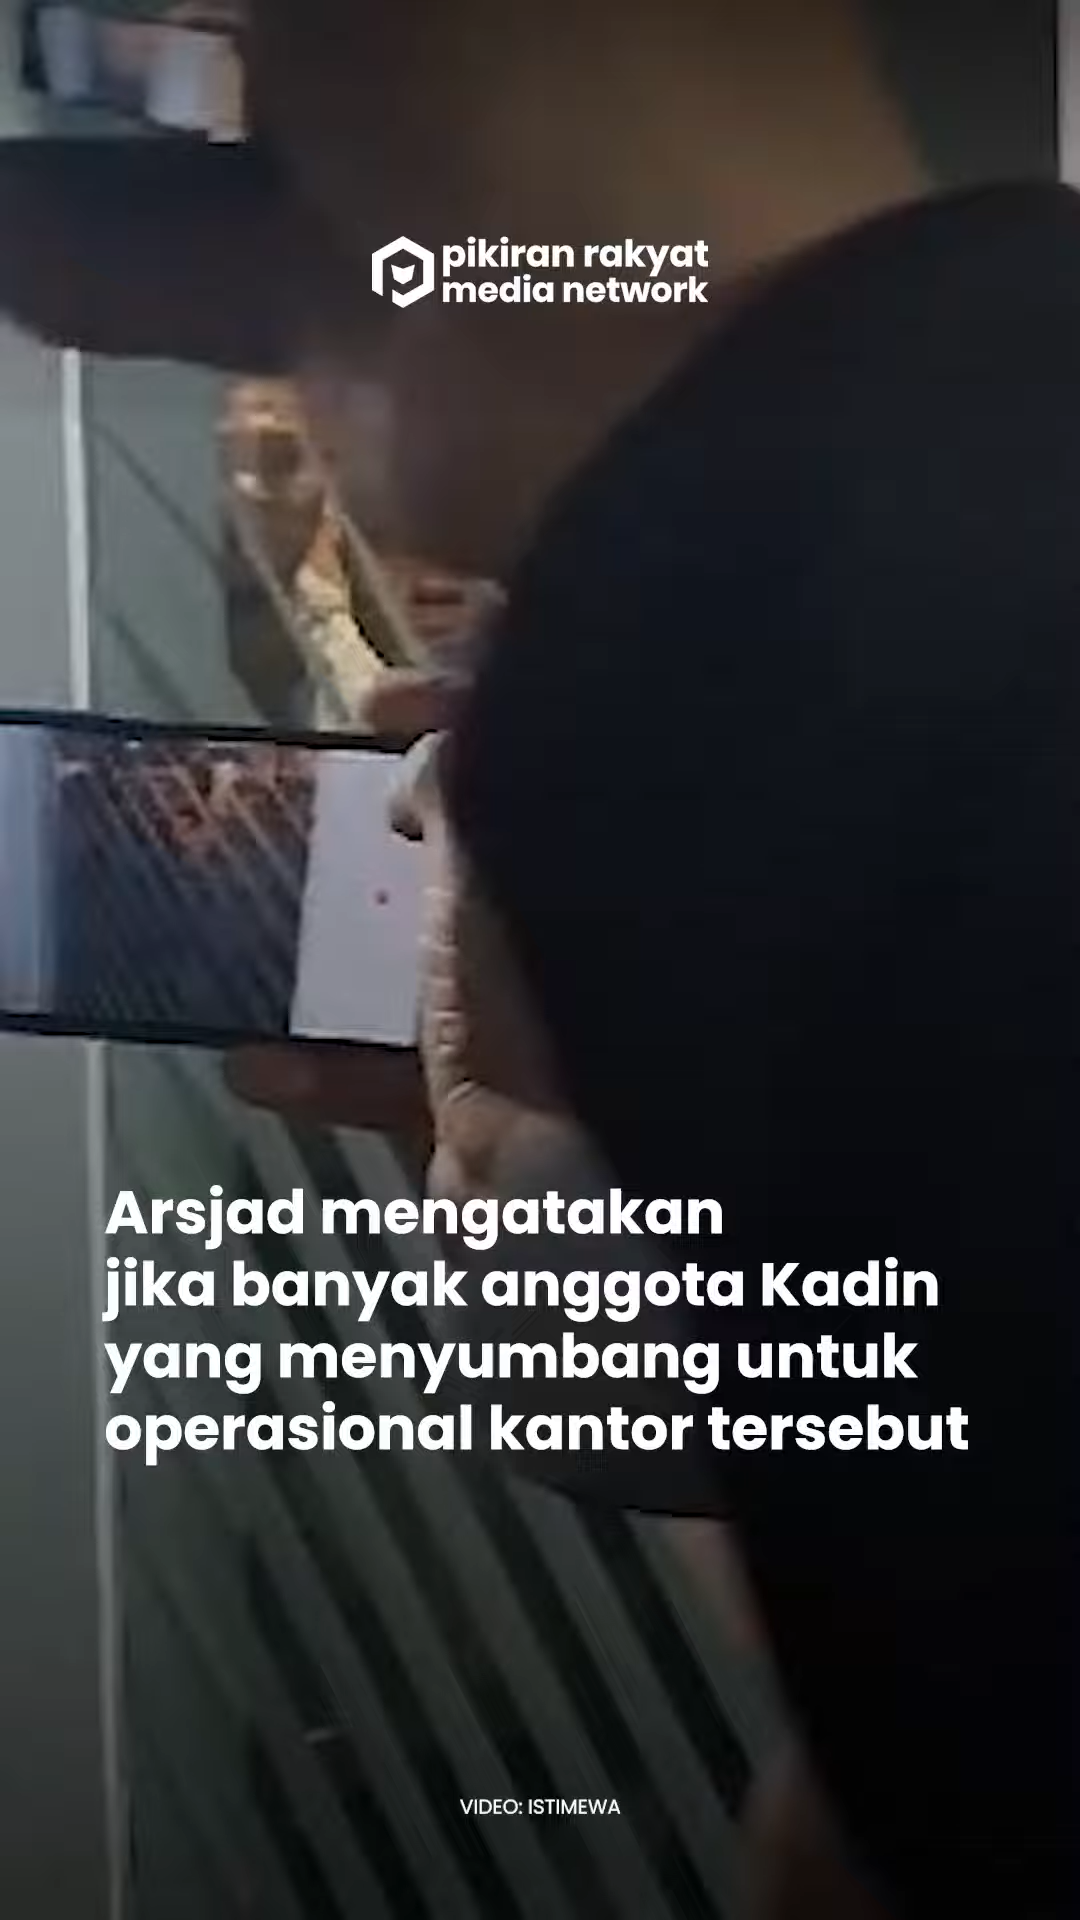 pikiran rakyat
media network
Arsjad mengatakan
jika banyak anggota Kadin
yang menyumbang untuk
operasional kantor tersebut
VIDEO: ISTIMEWA